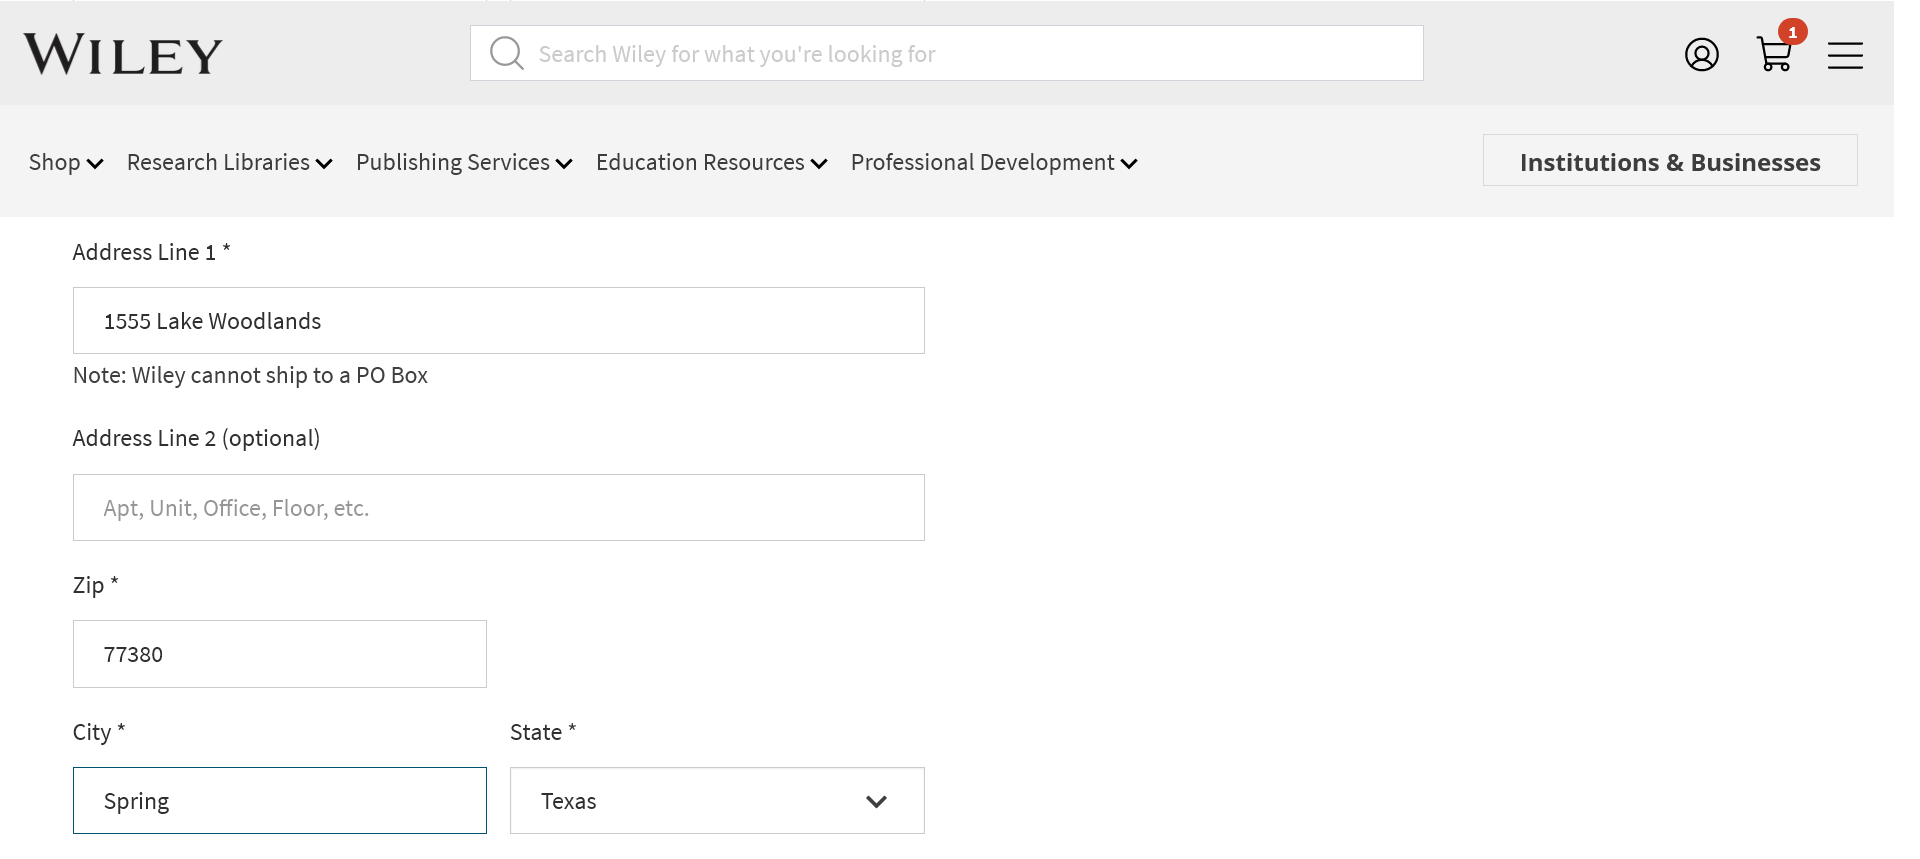 WILEY
Search Wiley for what you're looking for
1
Shop Research Libraries Publishing Services Education Resources Professional Development
Institutions & Businesses
Address Line 1 *
1555 Lake Woodlands
Note: Wiley cannot ship to a PO Box
Address Line 2 (optional)
Apt, Unit, Office, Floor, etc.
Zip *
77380
City * State *
Spring Texas